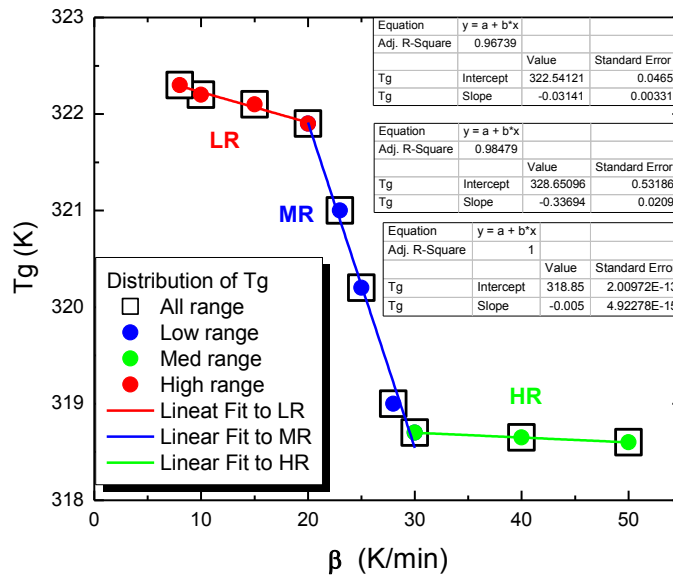 Equation y = a + b*x
Adj. R-Square 0.96739
Value Standard Error
Tg Intercept 322.54121 0.0465
Tg Slope -0.03141 0.00331
Equation y = a + b*x
Adj. R-Square 0.98479
Value Standard Error
Tg Intercept 328.65096 0.53186
Tg Slope -0.33694 0.0209
Equation y = a + b*x
Adj. R-Square 1
Value Standard Error
Tg Intercept 318.85 2.00972E-13
Tg Slope -0.005 4.92278E-15
323
322
321
320
319
318
Tg (K)
LR
MR
HR
Distribution of Tg
All range
Low range
Med range
High range
Lineat Fit to LR
Linear Fit to MR
Linear Fit to HR
0 10 20 30 40 50
β (K/min)